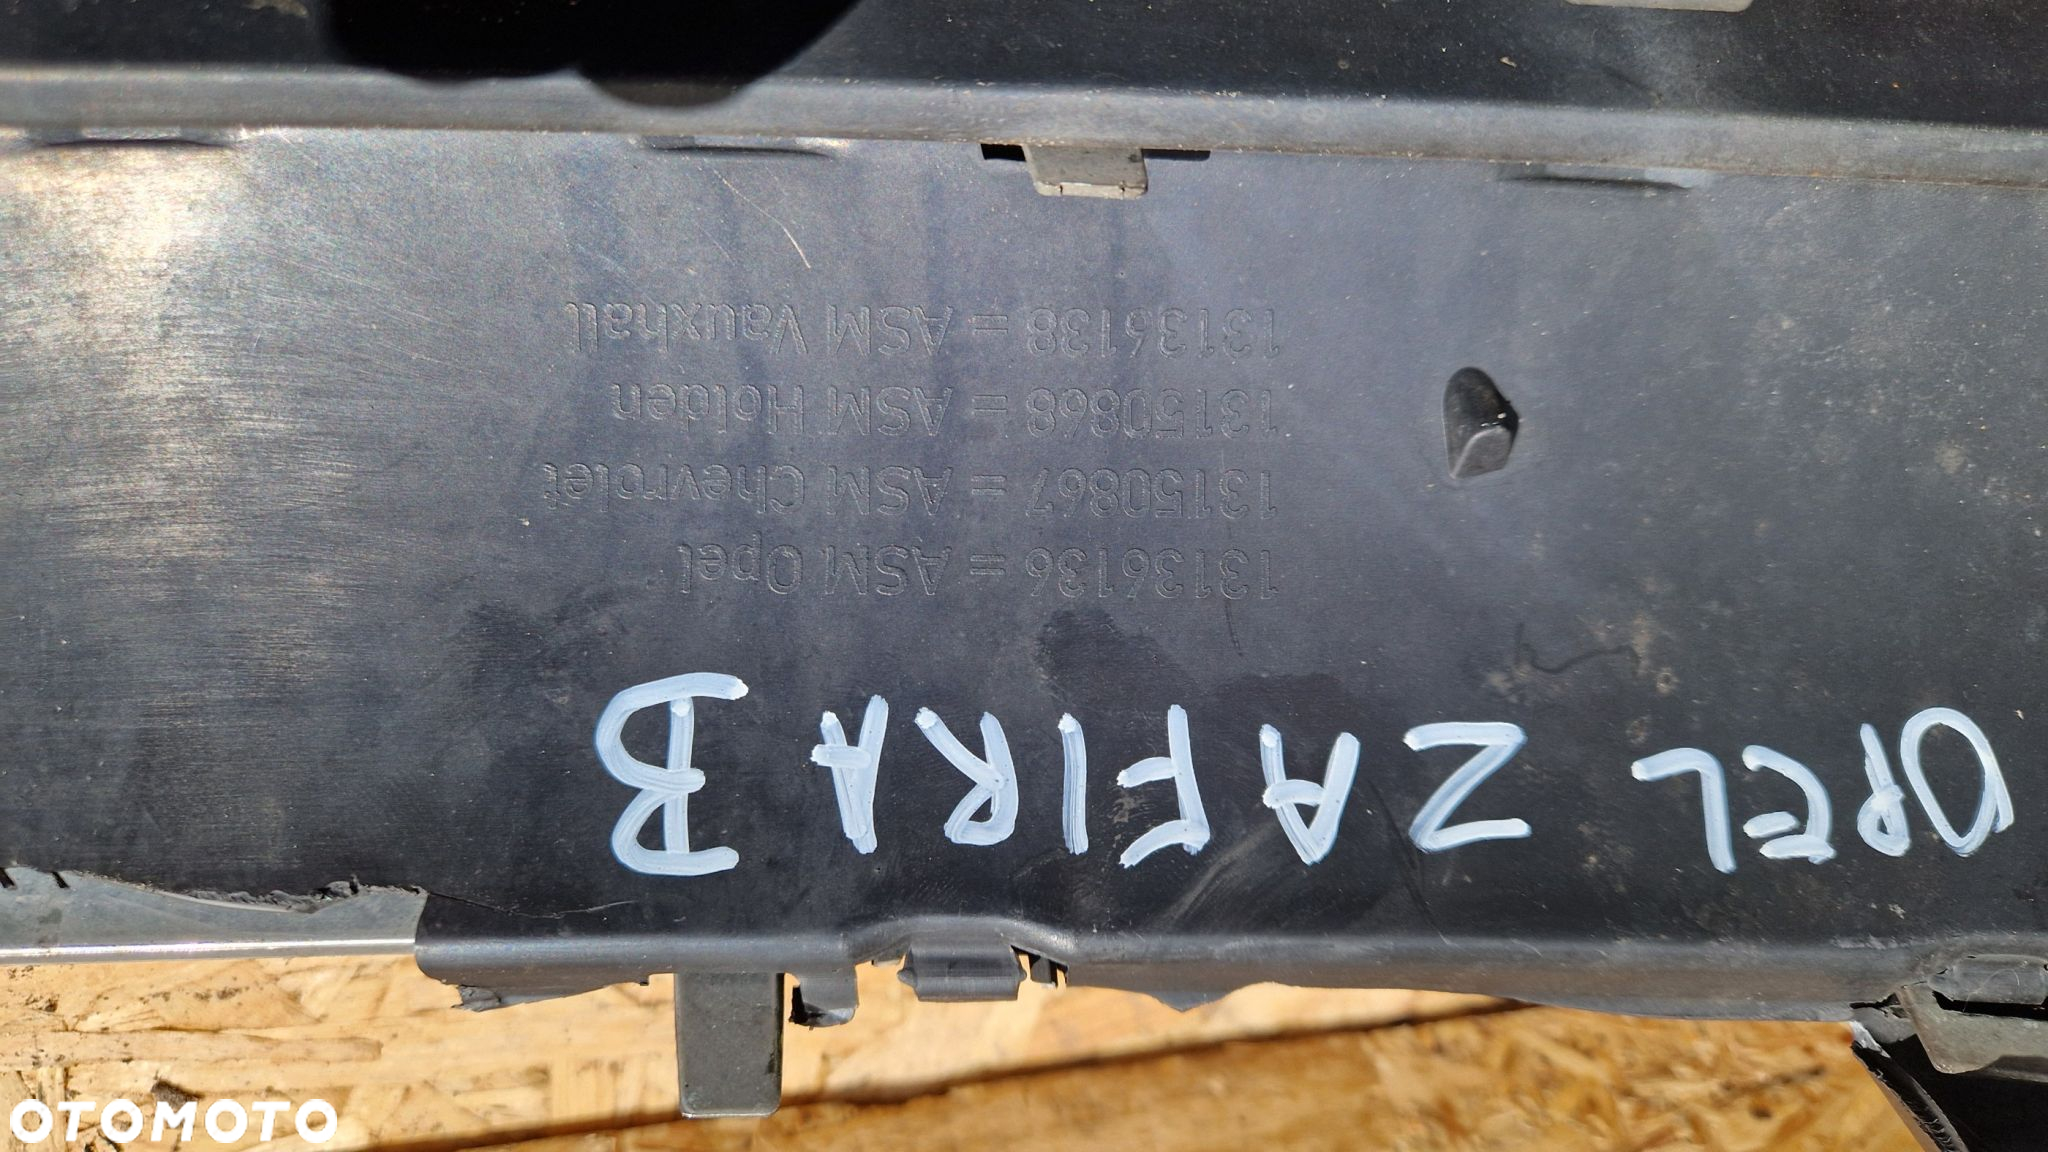 OPEL ZAFIRA B
13136136 = ASM Opel
13150867 = ASM Chevrolet
13150868 = ASM Holden
13136138 = ASM Vauxhall
OTOMOTO